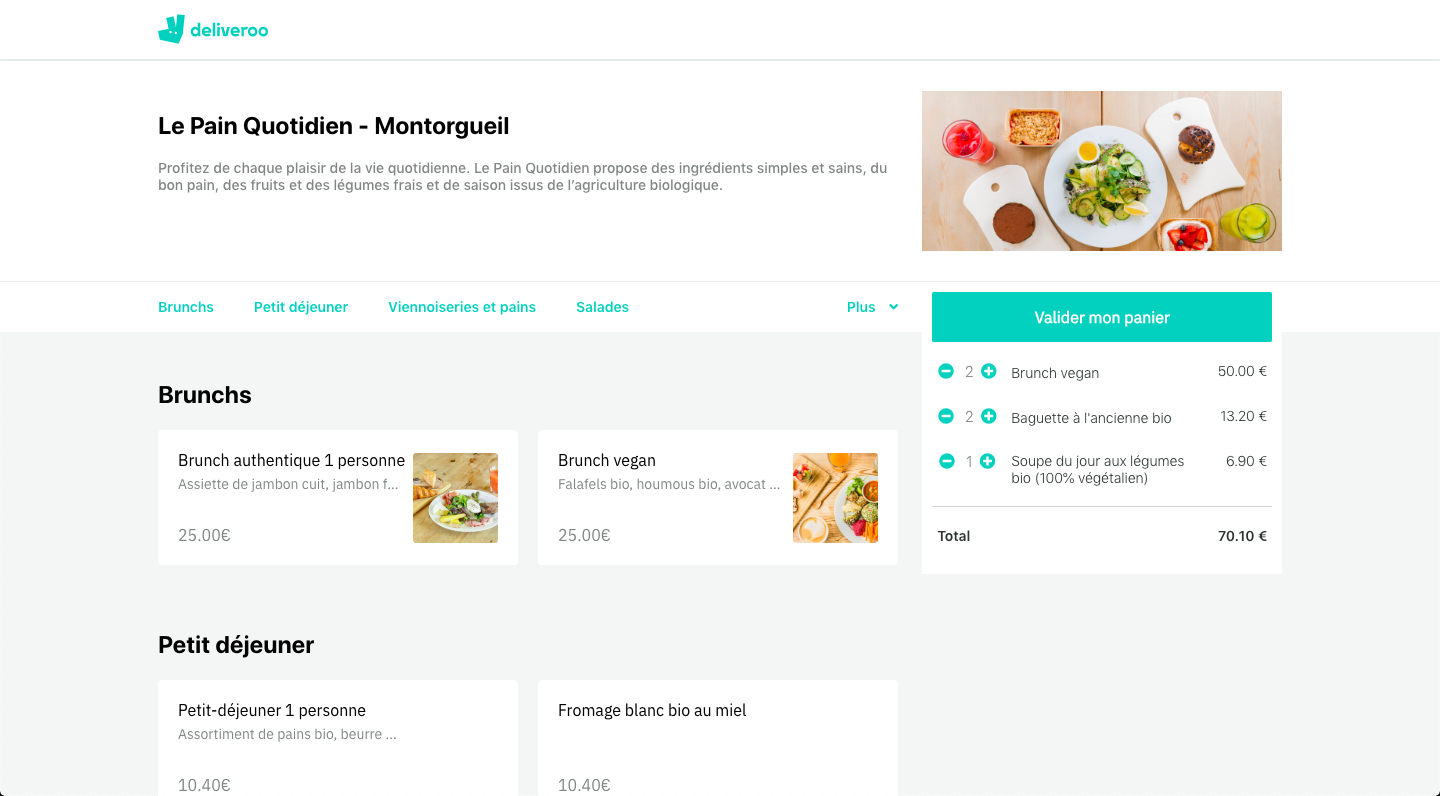 deliveroo
Le Pain Quotidien - Montorgueil
Profitez de chaque plaisir de la vie quotidienne. Le Pain Quotidien propose des ingrédients simples et sains, du
bon pain, des fruits et des légumes frais et de saison issus de l’agriculture biologique.
Brunchs Petit déjeuner Viennoiseries et pains Salades Plus
Valider mon panier
2 Brunch vegan 50.00 €
2 Baguette à l'ancienne bio 13.20 €
1 Soupe du jour aux légumes 6.90 €
bio (100% végétalien)
Total 70.10 €
Brunchs
Brunch authentique 1 personne
Assiette de jambon cuit, jambon f...
25.00€
Brunch vegan
Falafels bio, houmous bio, avocat ...
25.00€
Petit déjeuner
Petit-déjeuner 1 personne
Assortiment de pains bio, beurre ...
10.40€
Fromage blanc bio au miel
10.40€